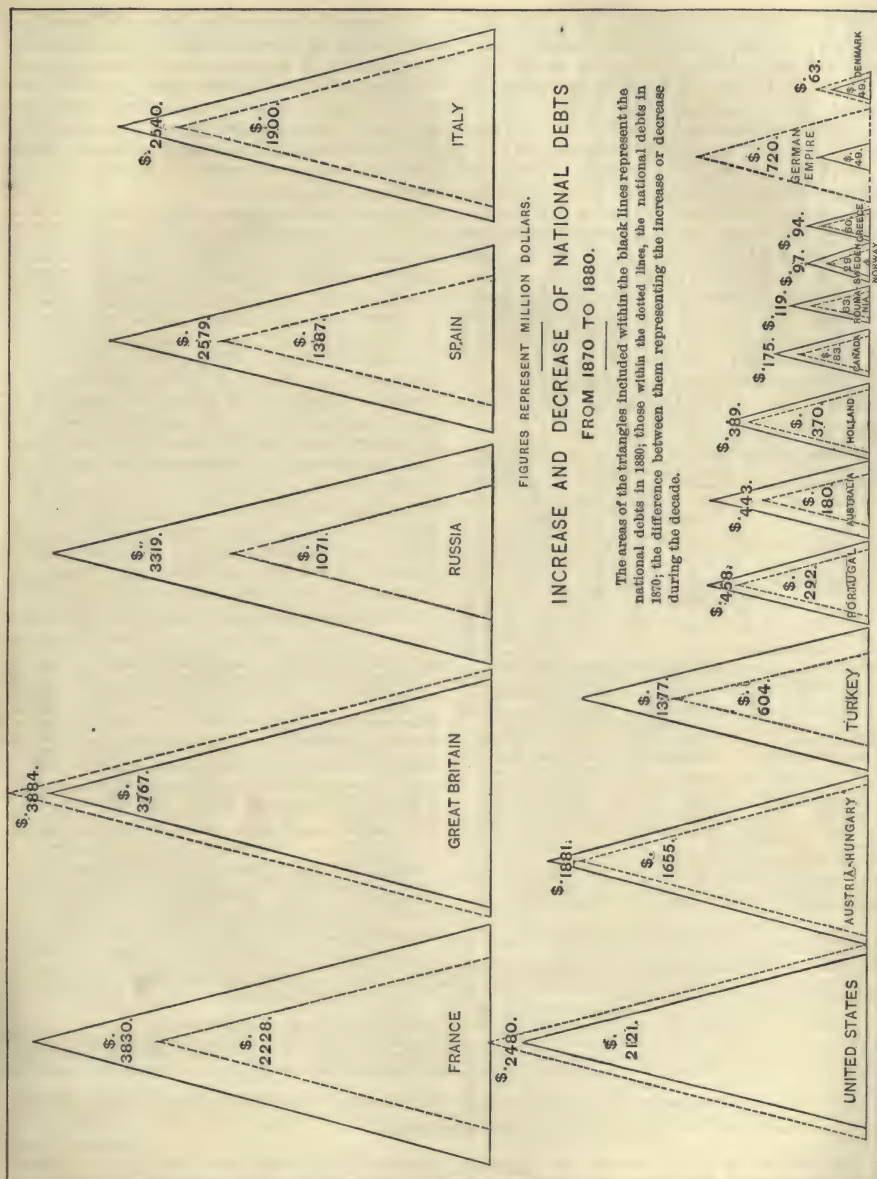 $.
3830.
$.
2228.
FRANCE
$.3884.
$.
3767.
GREAT BRITAIN
$.
3319.
$.
1071.
RUSSIA
$.
2579.
$.
1387.
SPAIN
$.2540.
$.
1900.
ITALY
FIGURES REPRESENT MILLION DOLLARS.
INCREASE AND DECREASE OF NATIONAL DEBTS
FROM 1870 TO 1880.
The areas of the triangles included within the black lines represent the
national debts in 1880; those within the dotted lines, the national debts in
1870; the difference between them representing the increase or decrease
during the decade.
$.2480.
$.
2121.
UNITED STATES
$.1881.
$.
1655.
AUSTRIA-HUNGARY
$.
1377.
$.
604.
TURKEY
$.458.
$.
292.
PORTUGAL
$.443.
$.
180.
AUSTRALIA
$.389.
$.
370.
HOLLAND
$.175.
$.
83.
CANADA
$.
119.
ROUMA-
NIA
$.
97.
29.
SWEDEN
&
NORWAY
$.
94.
60.
GREECE
$.
720.
GERMAN
EMPIRE
$.
49.
$.
63.
$.
49.
DENMARK